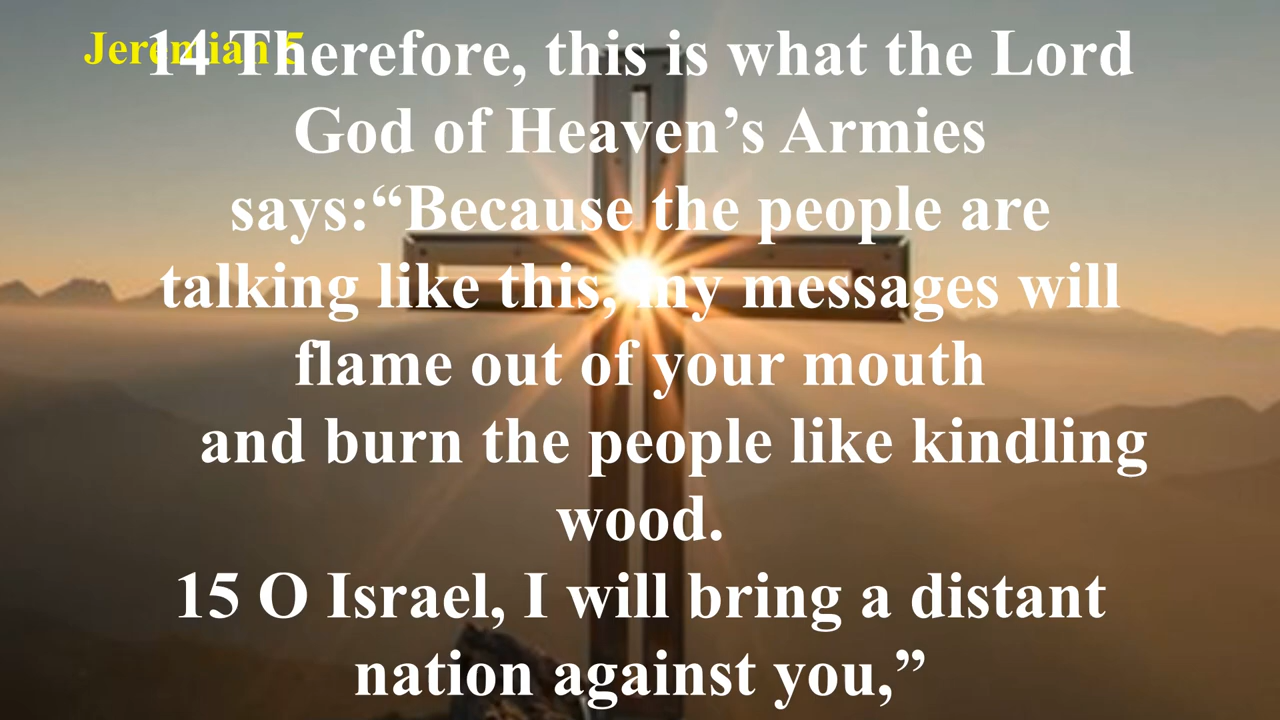 Jeremiah 5
14 Therefore, this is what the Lord
God of Heaven’s Armies
says:“Because the people are
talking like this, my messages will
flame out of your mouth
and burn the people like kindling
wood.
15 O Israel, I will bring a distant
nation against you,”